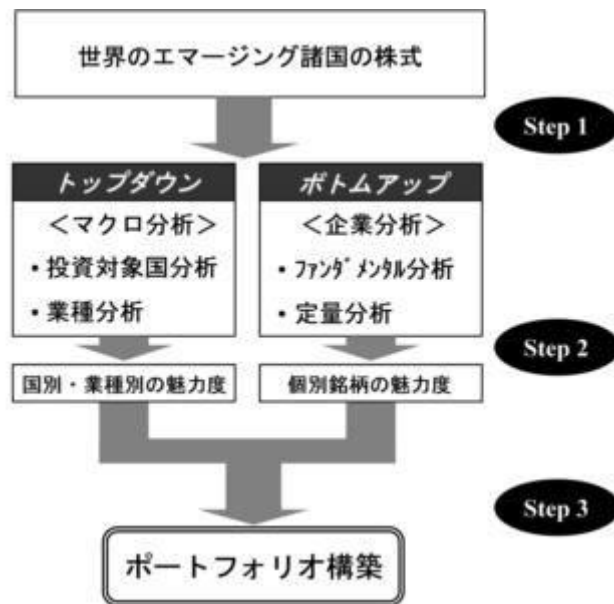 世界のエマージング諸国の株式
Step 1
トップダウン
＜マクロ分析＞
・投資対象国分析
・業種分析
ボトムアップ
＜企業分析＞
・ﾌｧﾝﾀﾞﾒﾝﾀﾙ分析
・定量分析
Step 2
国別・業種別の魅力度
個別銘柄の魅力度
Step 3
ポートフォリオ構築